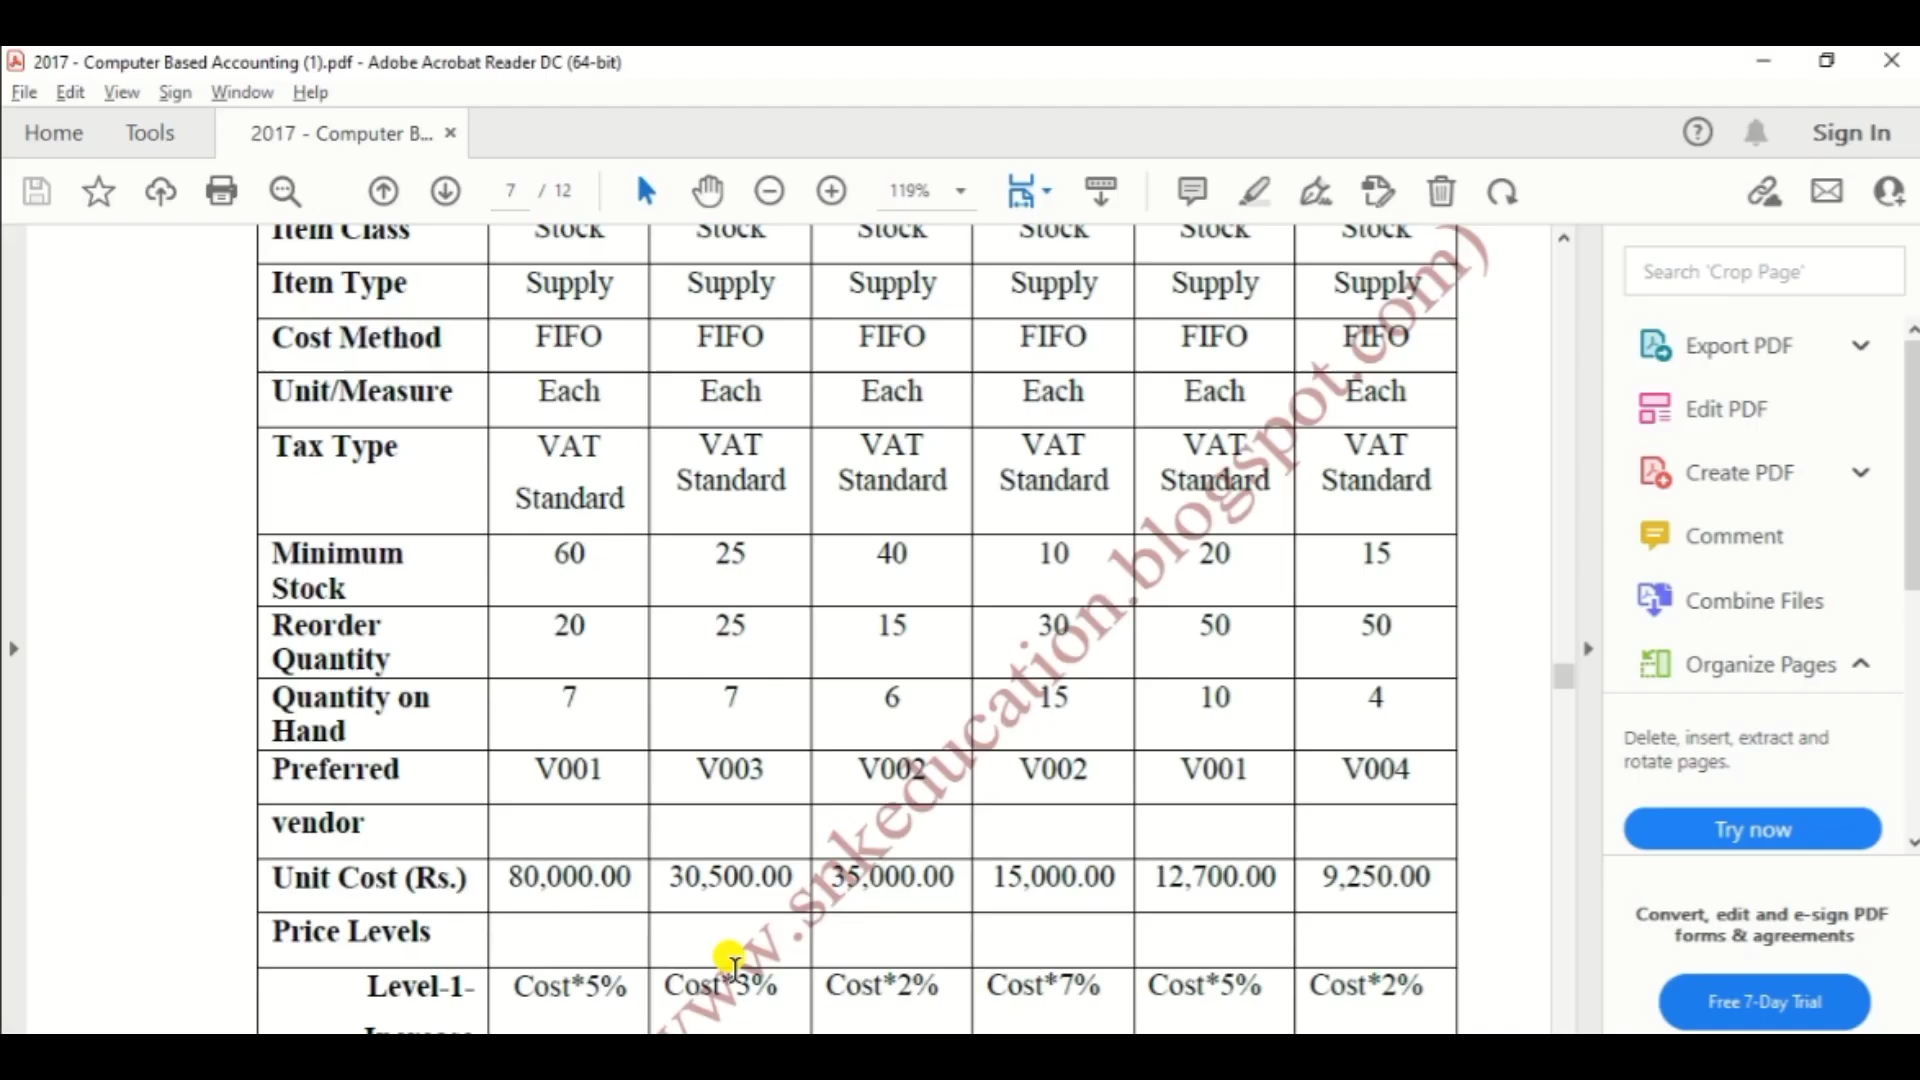 2017 - Computer Based Accounting (1).pdf - Adobe Acrobat Reader DC (64-bit)
File Edit View Sign Window Help
Home Tools 2017 - Computer B... × Sign In
7 / 12 119%
Item Class Stock Stock Stock Stock Stock Stock
Item Type Supply Supply Supply Supply Supply Supply
Cost Method FIFO FIFO FIFO FIFO FIFO FIFO
Unit/Measure Each Each Each Each Each Each
Tax Type VAT VAT VAT VAT VAT VAT
Standard Standard Standard Standard Standard Standard
Minimum 60 25 40 10 20 15
Stock
Reorder 20 25 15 30 50 50
Quantity
Quantity on 7 7 6 15 10 4
Hand
Preferred V001 V003 V002 V002 V001 V004
vendor
Unit Cost (Rs.) 80,000.00 30,500.00 35,000.00 15,000.00 12,700.00 9,250.00
Price Levels
Level-1- Cost*5% Cost*3% Cost*2% Cost*7% Cost*5% Cost*2%
www.snkeducation.blogspot.com)
Search 'Crop Page'
Export PDF
Edit PDF
Create PDF
Comment
Combine Files
Organize Pages
Delete, insert, extract and
rotate pages.
Try now
Convert, edit and e-sign PDF
forms & agreements
Free 7-Day Trial